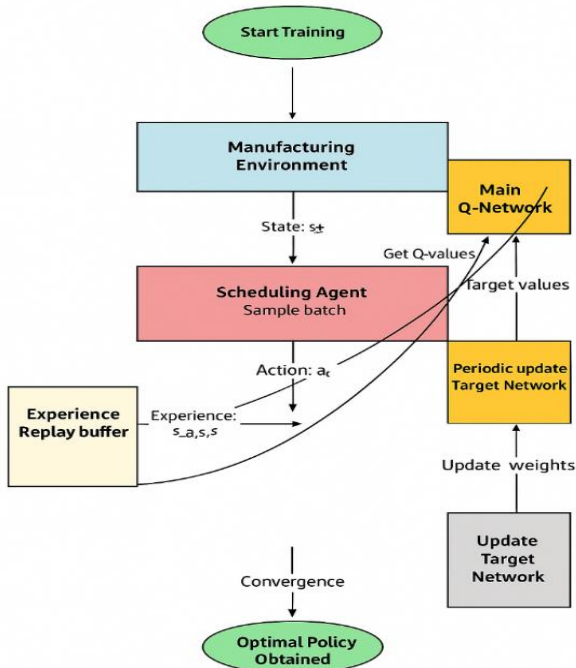 Start Training
Manufacturing
Environment
Main
Q-Network
State: s±
Get Q-values
Target values
Scheduling Agent
Sample batch
Action: aₜ
Periodic update
Target Network
Experience
Replay buffer
Experience:
s_a,s,s
Update weights
Update
Target
Network
Convergence
Optimal Policy
Obtained